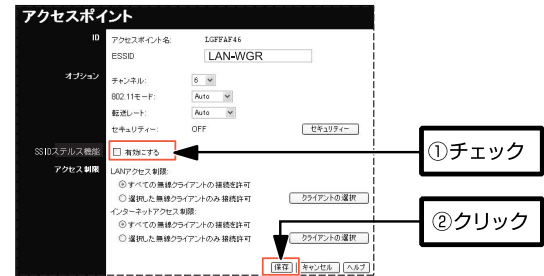 アクセスポイント
ID
アクセスポイント名: LGFFAF46
ESSID LAN-WGR
オプション
チャンネル: 6
802.11モード: Auto
転送レート: Auto
セキュリティー: OFF セキュリティー
SSIDステルス機能 有効にする
①チェック
アクセス制限
LANアクセス制限:
すべての無線クライアントの接続を許可
選択した無線クライアントのみ接続許可 クライアントの選択
インターネットアクセス制限:
すべての無線クライアントの接続を許可
②クリック
選択した無線クライアントのみ接続許可 クライアントの選択
保存 キャンセル ヘルプ